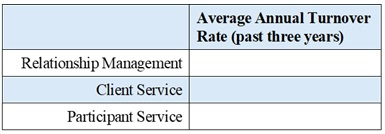 Average Annual Turnover
Rate (past three years)
Relationship Management
Client Service
Participant Service